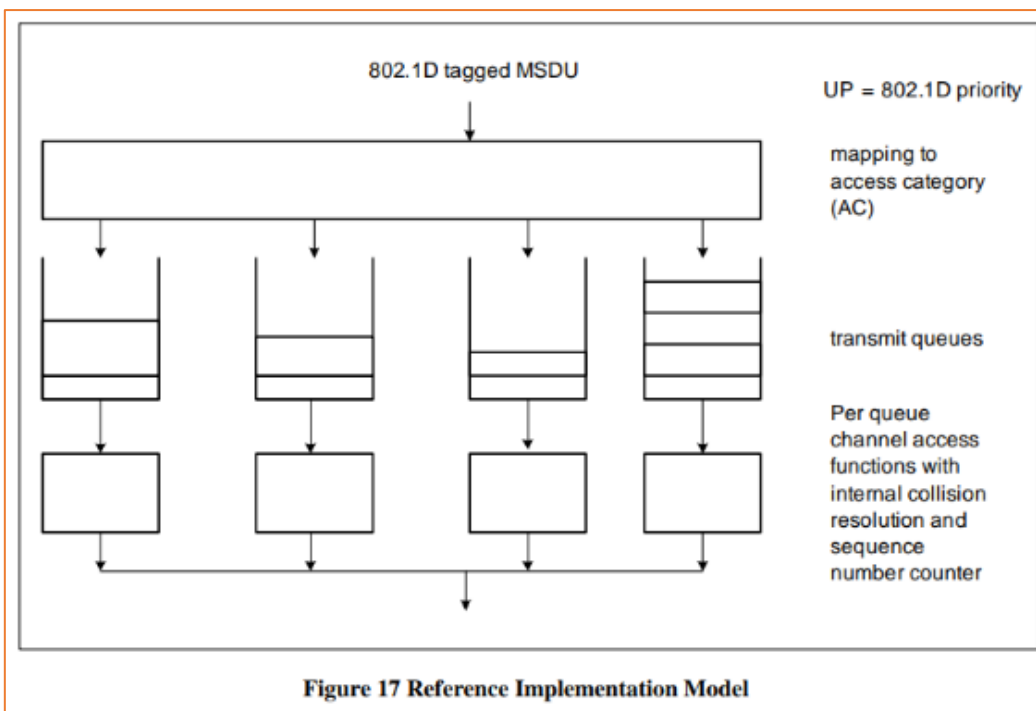 802.1D tagged MSDU
UP = 802.1D priority
mapping to
access category
(AC)
transmit queues
Per queue
channel access
functions with
internal collision
resolution and
sequence
number counter
Figure 17 Reference Implementation Model